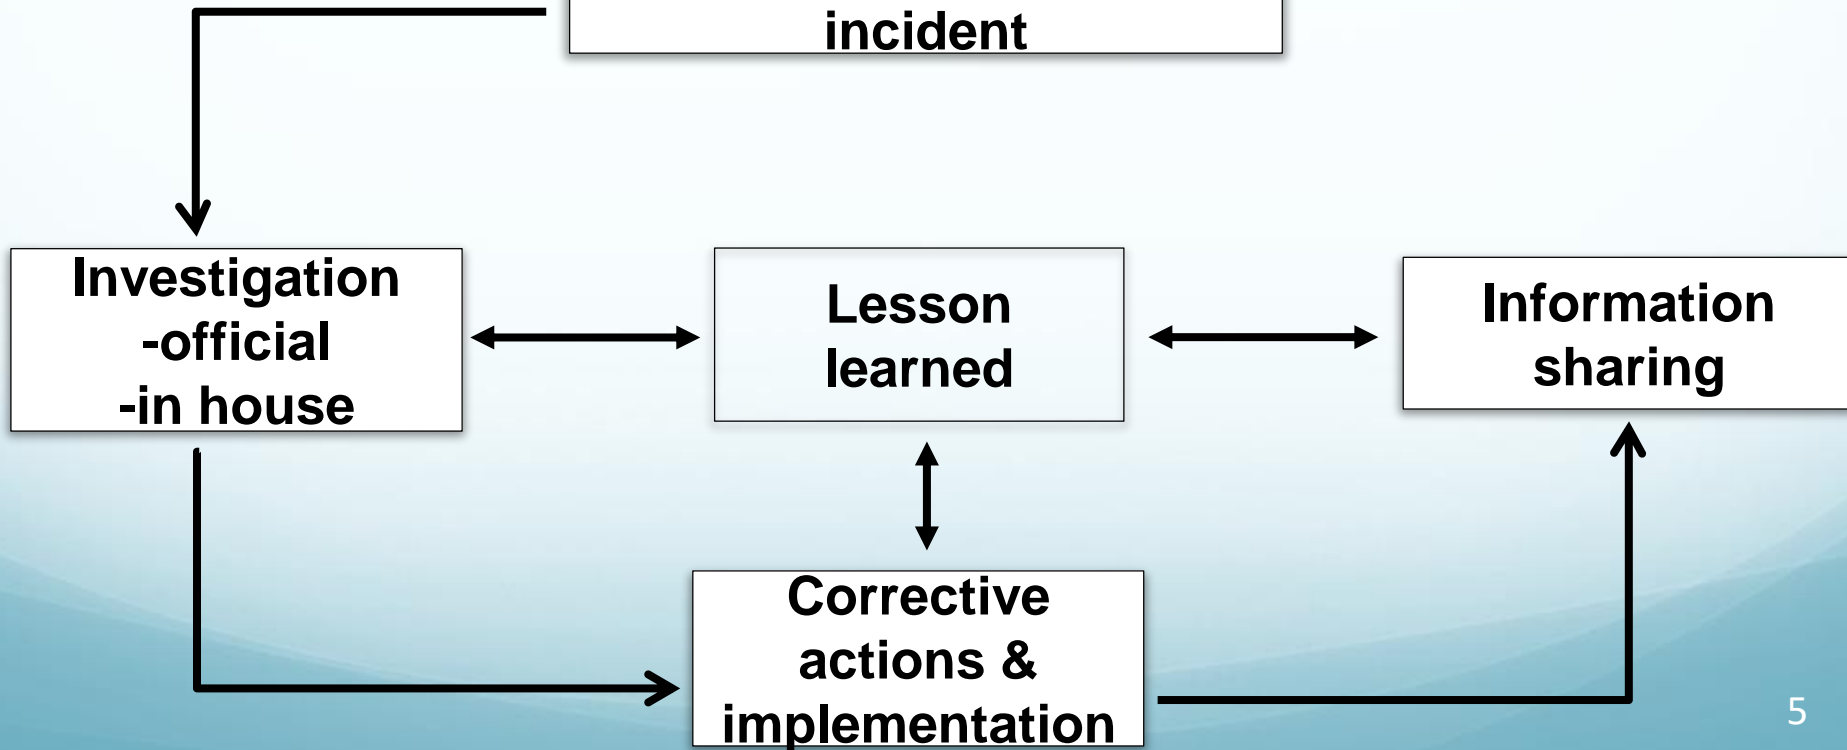 incident
Investigation
-official
-in house
Lesson
learned
Information
sharing
Corrective
actions &
implementation
5